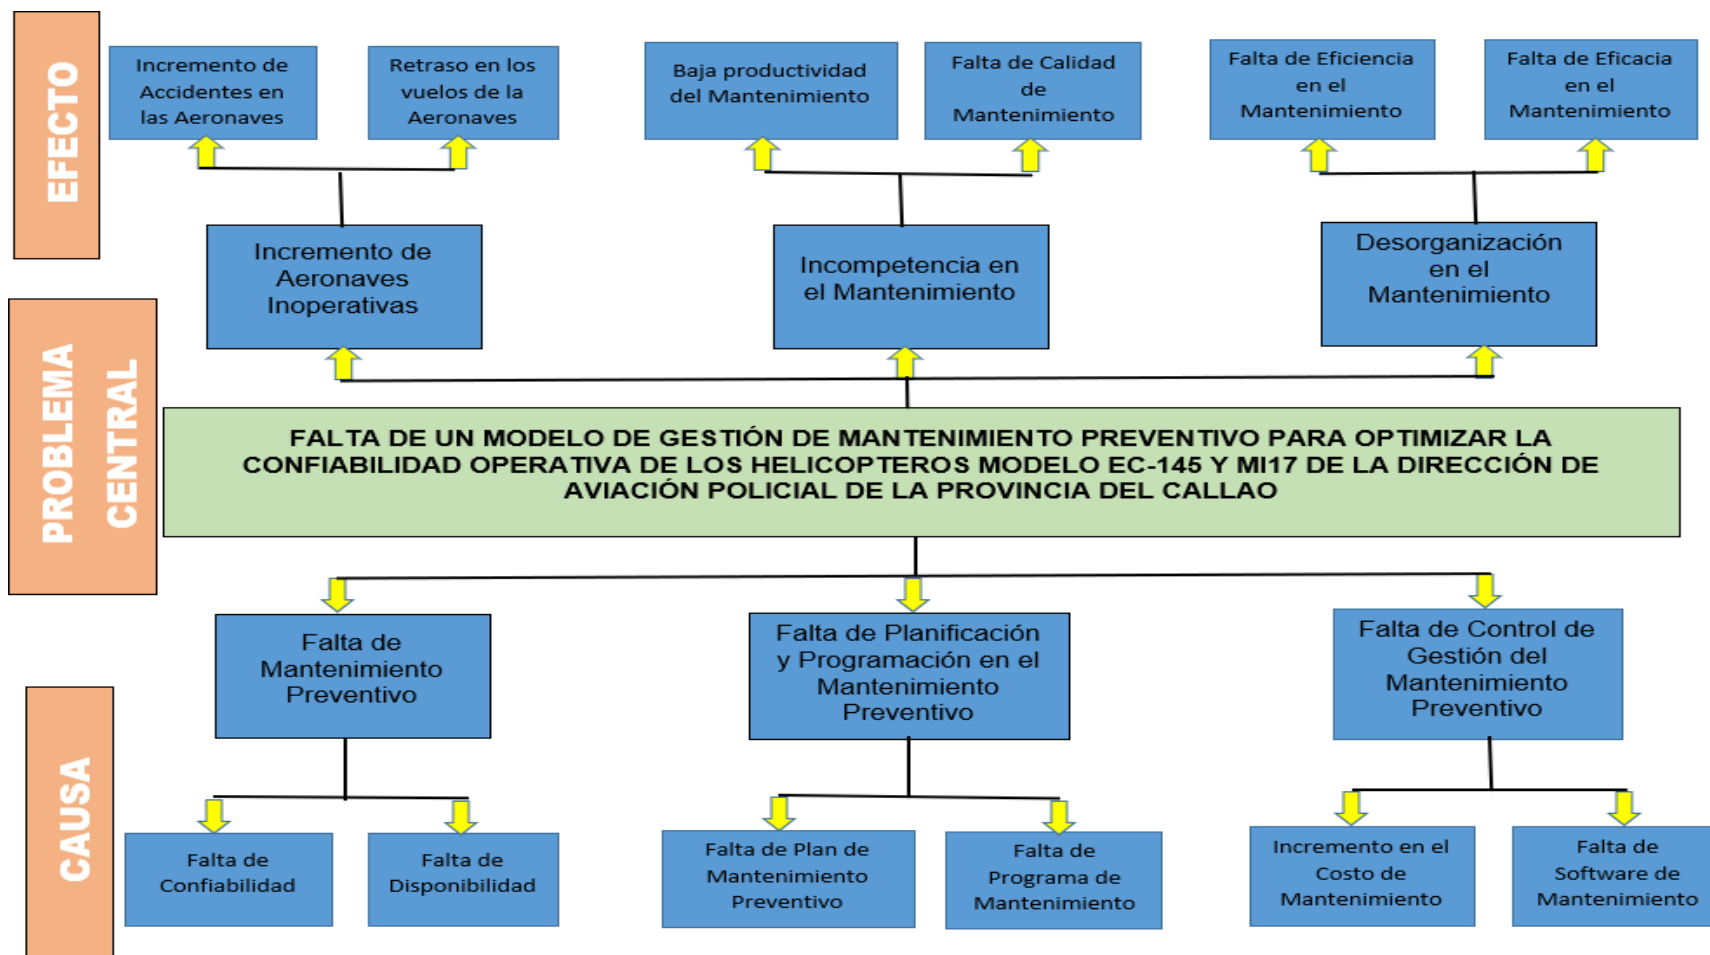 EFECTO
Incremento de
Accidentes en
las Aeronaves
Retraso en los
vuelos de la
Aeronaves
Baja productividad
del Mantenimiento
Falta de Calidad
de
Mantenimiento
Falta de Eficiencia
en el
Mantenimiento
Falta de Eficacia
en el
Mantenimiento
Incremento de
Aeronaves
Inoperativas
Incompetencia en
el Mantenimiento
Desorganización
en el
Mantenimiento
PROBLEMA
CENTRAL
FALTA DE UN MODELO DE GESTIÓN DE MANTENIMIENTO PREVENTIVO PARA OPTIMIZAR LA
CONFIABILIDAD OPERATIVA DE LOS HELICOPTEROS MODELO EC-145 Y MI17 DE LA DIRECCIÓN DE
AVIACIÓN POLICIAL DE LA PROVINCIA DEL CALLAO
Falta de
Mantenimiento
Preventivo
Falta de Planificación
y Programación en el
Mantenimiento
Preventivo
Falta de Control de
Gestión del
Mantenimiento
Preventivo
CAUSA
Falta de
Confiabilidad
Falta de
Disponibilidad
Falta de Plan de
Mantenimiento
Preventivo
Falta de
Programa de
Mantenimiento
Incremento en el
Costo de
Mantenimiento
Falta de
Software de
Mantenimiento